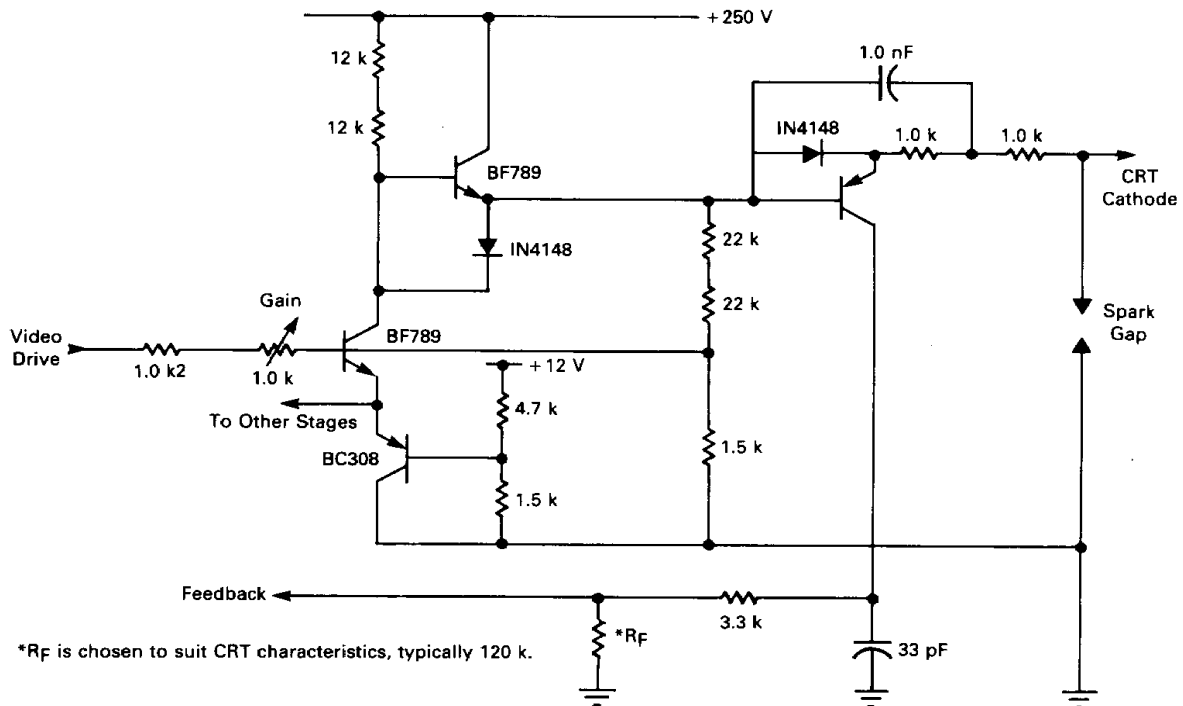 +250 V
12 k
12 k
BF789
IN4148
1.0 nF
IN4148
1.0 k
1.0 k
CRT
Cathode
22 k
22 k
Gain
BF789
Video
Drive
1.0 k2
1.0 k
+12 V
4.7 k
To Other Stages
BC308
1.5 k
1.5 k
Spark
Gap
Feedback
3.3 k
*RF
33 pF
*RF is chosen to suit CRT characteristics, typically 120 k.